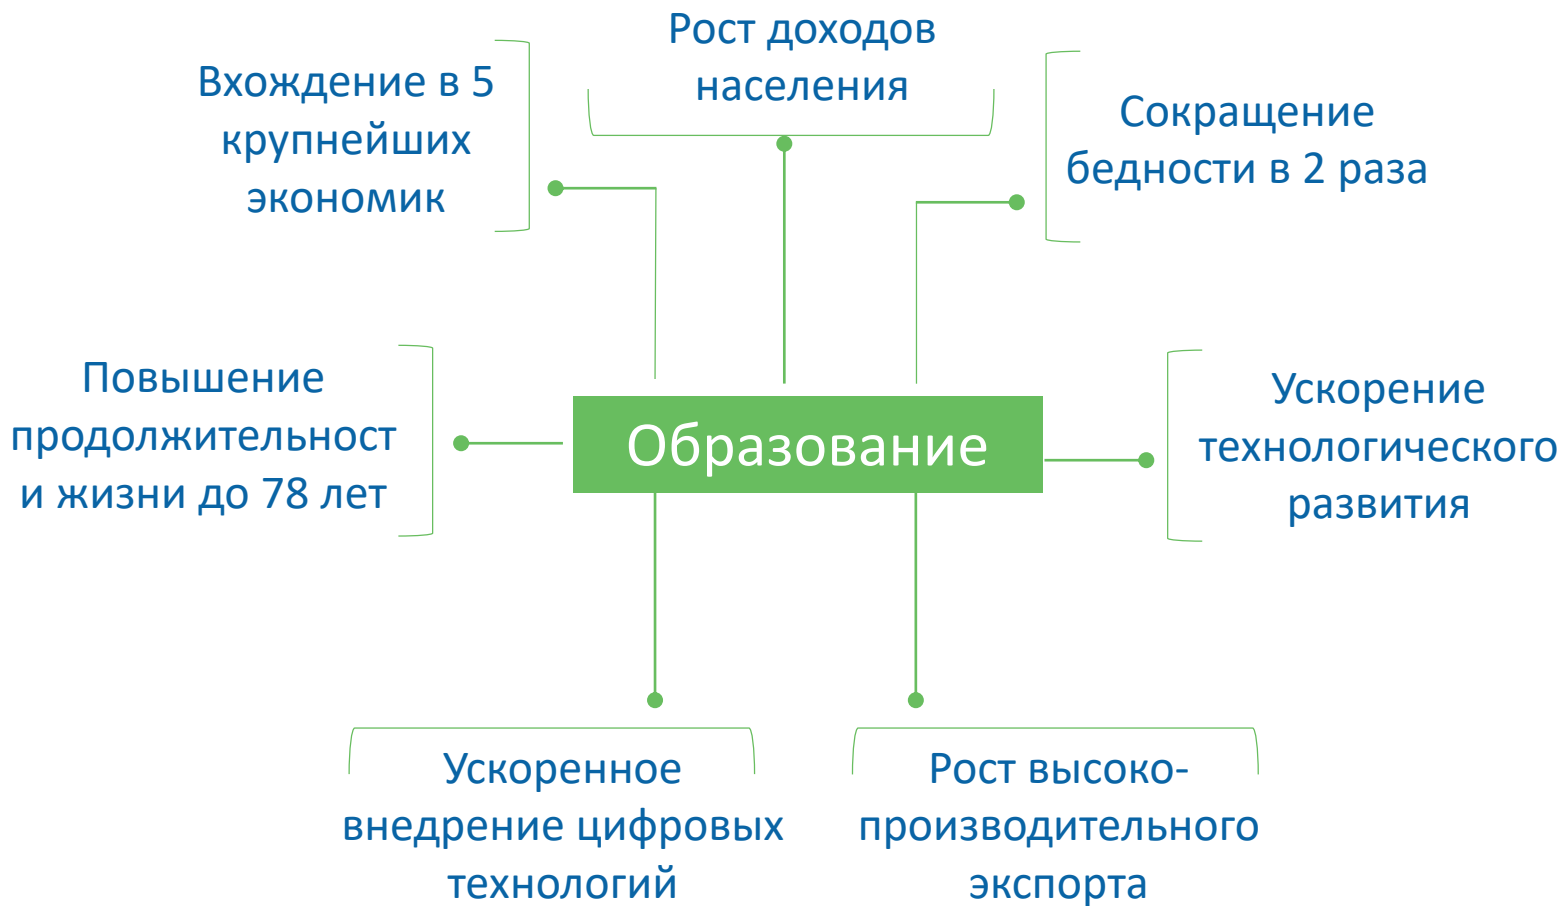 Рост доходов
населения
Вхождение в 5
крупнейших
экономик
Сокращение
бедности в 2 раза
Повышение
продолжительност
и жизни до 78 лет
Образование
Ускорение
технологического
развития
Ускоренное
внедрение цифровых
технологий
Рост высоко-
производительного
экспорта